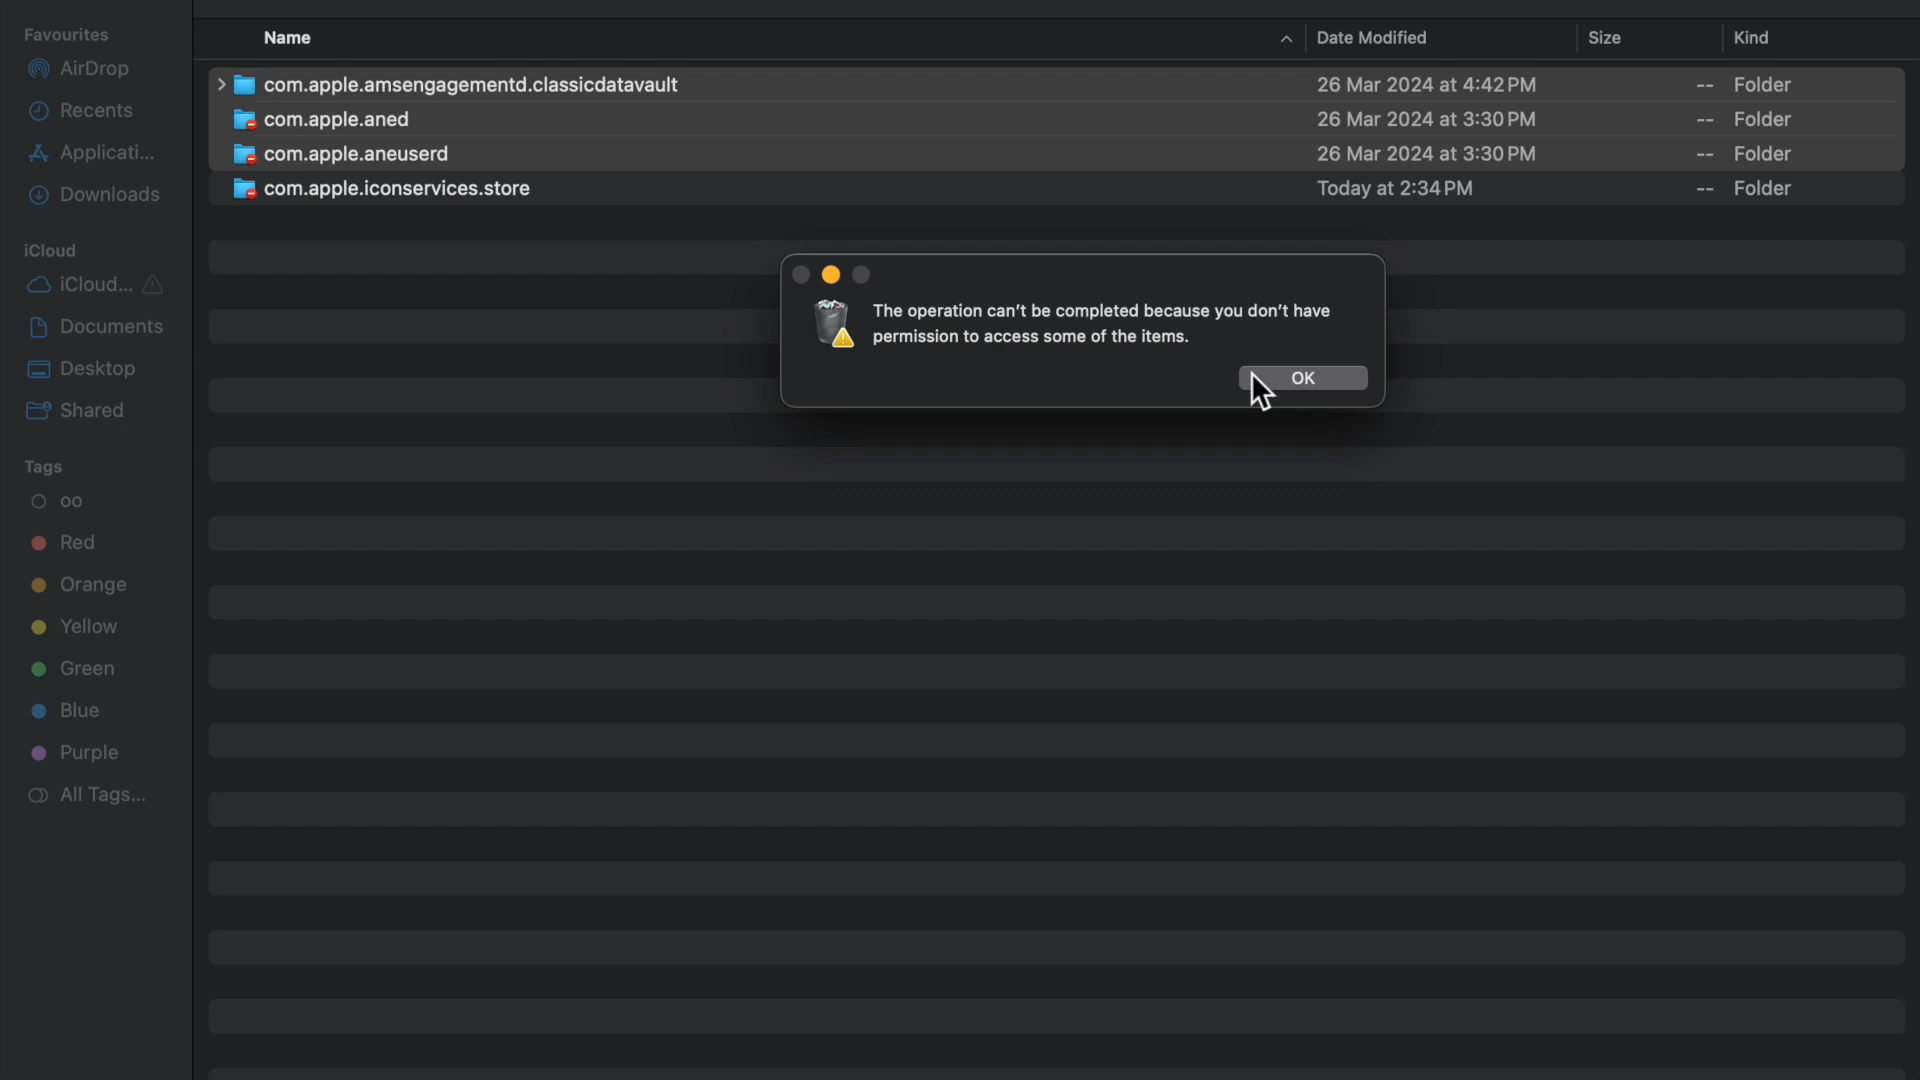 Favourites
AirDrop
Recents
Applicati...
Downloads
iCloud
iCloud...
Documents
Desktop
Shared
Tags
oo
Red
Orange
Yellow
Green
Blue
Purple
All Tags...
Name Date Modified Size Kind
com.apple.amsengagementd.classicdatavault 26 Mar 2024 at 4:42 PM -- Folder
com.apple.aned 26 Mar 2024 at 3:30 PM -- Folder
com.apple.aneuserd 26 Mar 2024 at 3:30 PM -- Folder
com.apple.iconservices.store Today at 2:34 PM -- Folder
The operation can’t be completed because you don’t have
permission to access some of the items.
OK